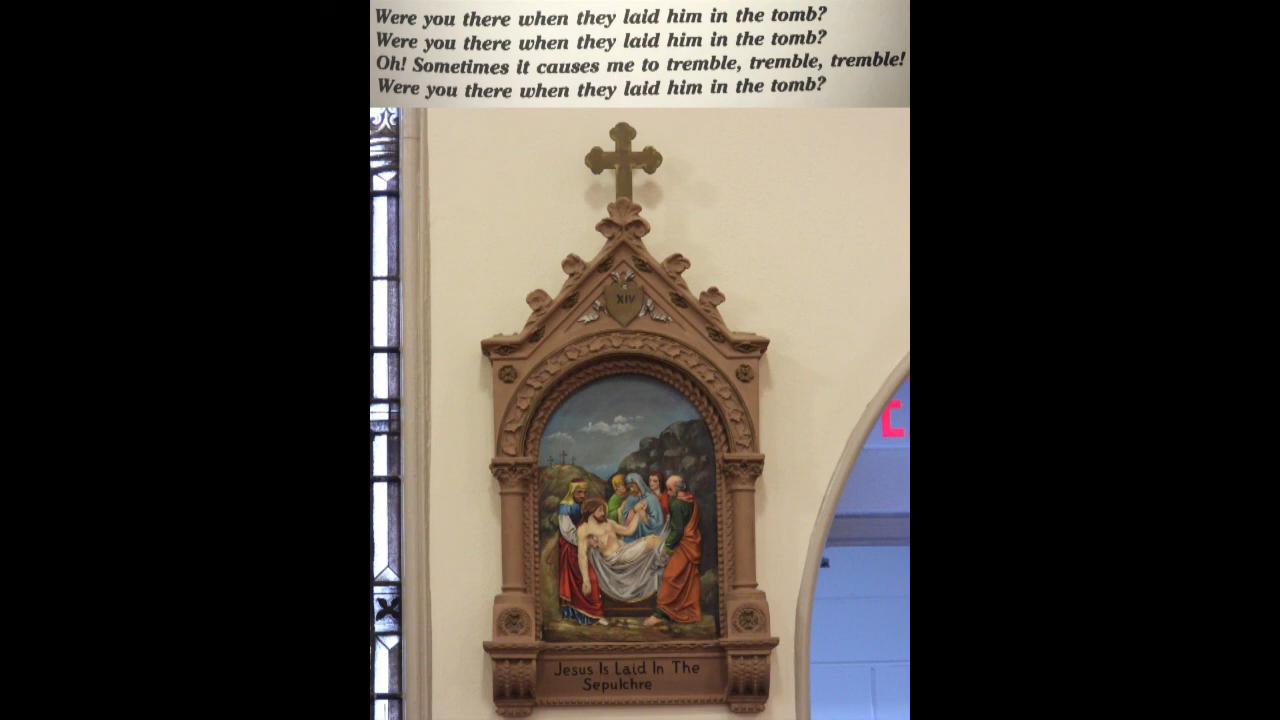 Were you there when they laid him in the tomb?
Were you there when they laid him in the tomb?
Oh! Sometimes it causes me to tremble, tremble, tremble!
Were you there when they laid him in the tomb?
XIV
Jesus Is Laid In The
Sepulchre